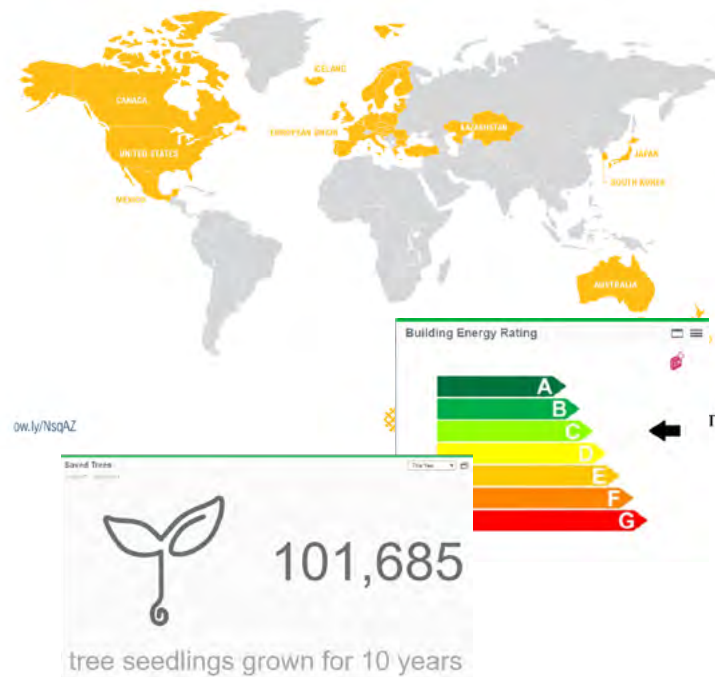 ICELAND
CANADA
EUROPEAN UNION
KAZAKHSTAN
UNITED STATES
JAPAN
SOUTH KOREA
MEXICO
AUSTRALIA
Building Energy Rating
A
B
C
D
E
F
G
ow.ly/NsqAZ
Saved Trees
This Year
101,685
tree seedlings grown for 10 years